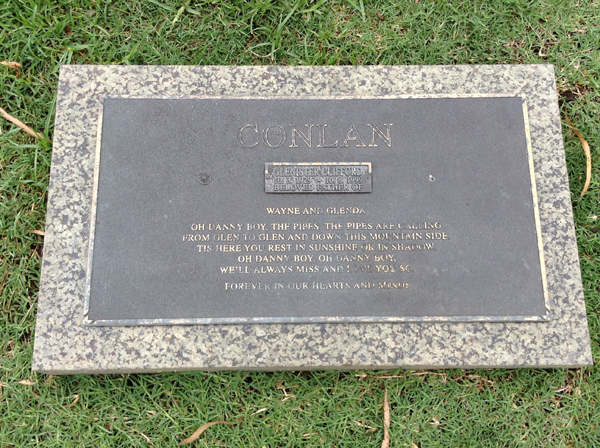 CONLAN
GLENISTER CLIFFORD
BELOVED FATHER OF
WAYNE AND GLENDA
OH DANNY BOY, THE PIPES, THE PIPES ARE CALLING
FROM GLEN TO GLEN AND DOWN THIS MOUNTAIN SIDE
TIS HERE YOU REST IN SUNSHINE OR IN SHADOW
OH DANNY BOY, OH DANNY BOY,
WE'LL ALWAYS MISS AND LOVE YOU SO.
FOREVER IN OUR HEARTS AND MINDS